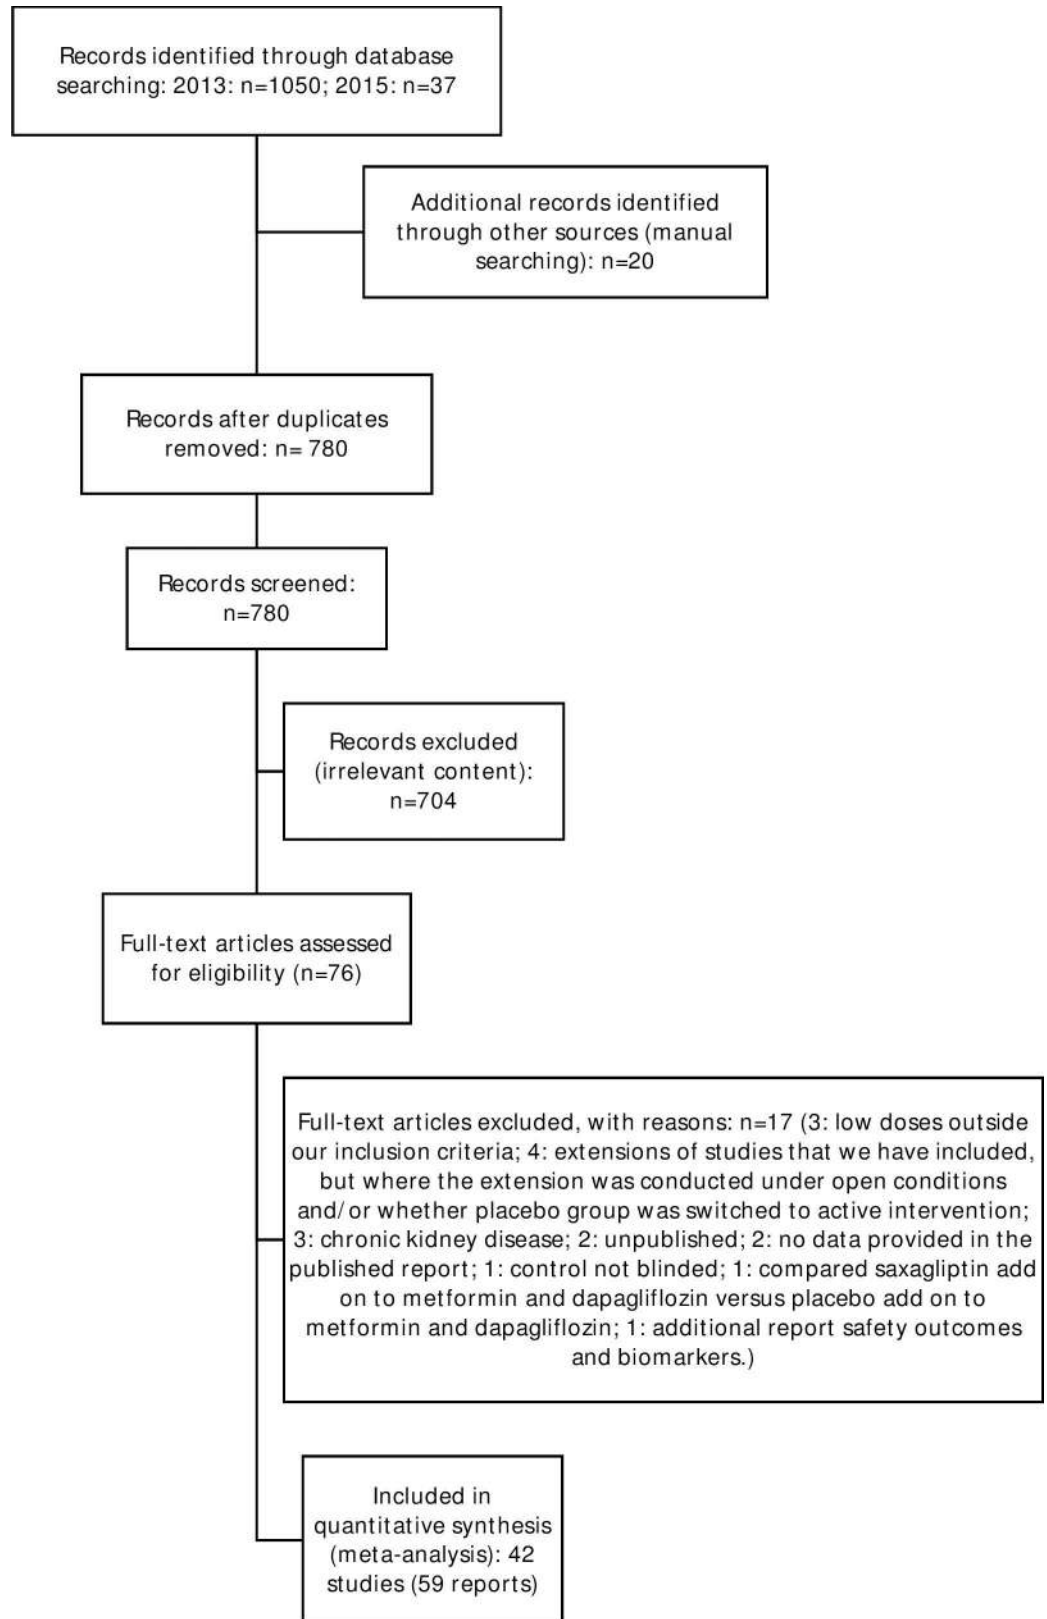 Records identified through database
searching: 2013: n=1050; 2015: n=37
Additional records identified
through other sources (manual
searching): n=20
Records after duplicates
removed: n= 780
Records screened:
n=780
Records excluded
(irrelevant content):
n=704
Full-text articles assessed
for eligibility (n=76)
Full-text articles excluded, with reasons: n=17 (3: low doses outside
our inclusion criteria; 4: extensions of studies that we have included,
but where the extension was conducted under open conditions
and/or whether placebo group was switched to active intervention;
3: chronic kidney disease; 2: unpublished; 2: no data provided in the
published report; 1: control not blinded; 1: compared saxagliptin add
on to metformin and dapagliflozin versus placebo add on to
metformin and dapagliflozin; 1: additional report safety outcomes
and biomarkers.)
Included in
quantitative synthesis
(meta-analysis): 42
studies (59 reports)